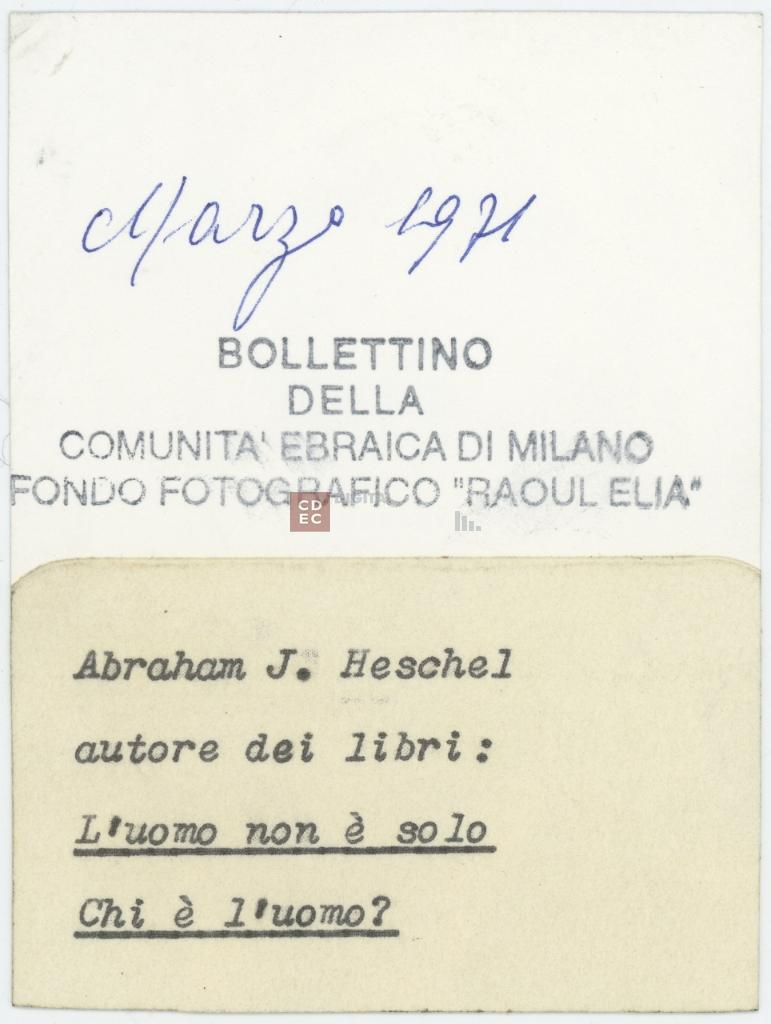 Marzo 1971
BOLLETTINO
DELLA
COMUNITA' EBRAICA DI MILANO
FONDO FOTOGRAFICO "RAOUL ELIA"
CD
EC
Abraham J. Heschel
autore dei libri:
L'uomo non è solo
Chi è l'uomo?